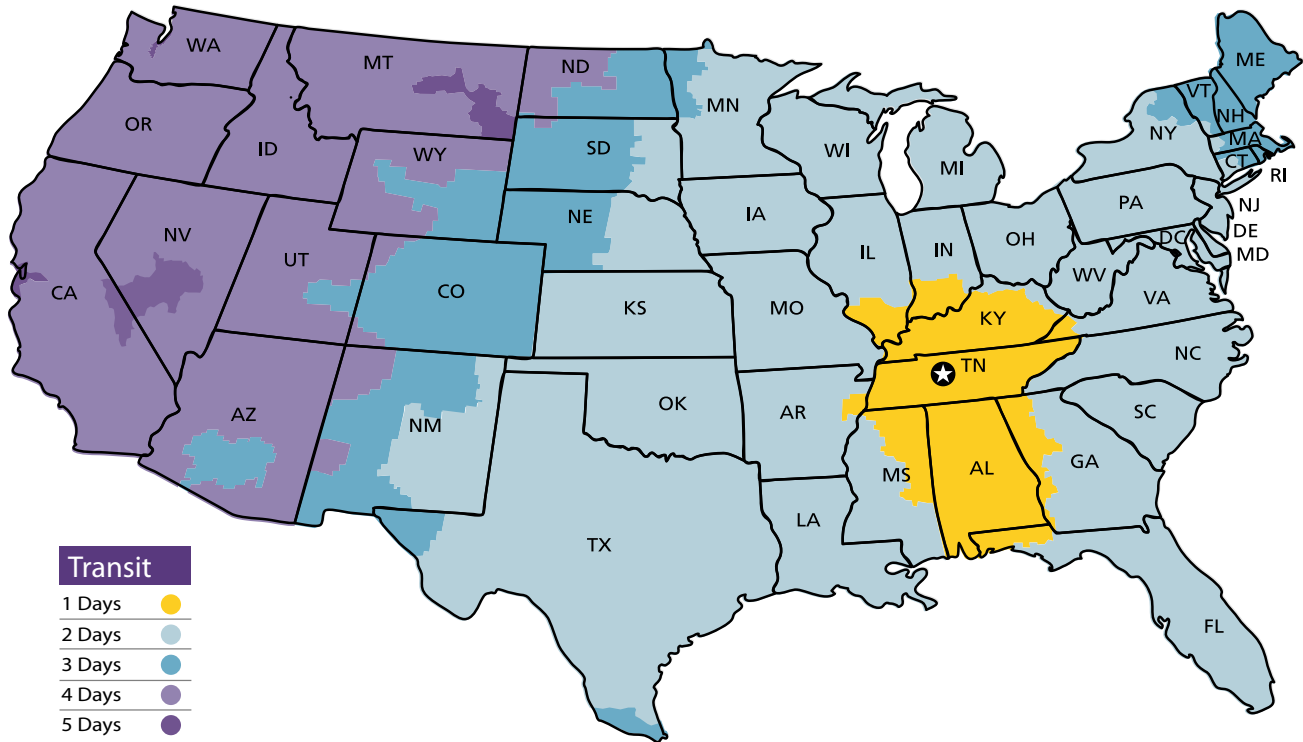 WA
MT
ND
MN
ME
VT
NH
NY
MA
CT
RI
OR
ID
WY
SD
WI
MI
PA
NJ
DE
MD
DC
NE
IA
IL
IN
OH
WV
VA
NV
UT
CO
KS
MO
KY
NC
CA
AZ
NM
OK
AR
TN
SC
MS
AL
GA
LA
TX
FL
Transit
1 Days
2 Days
3 Days
4 Days
5 Days